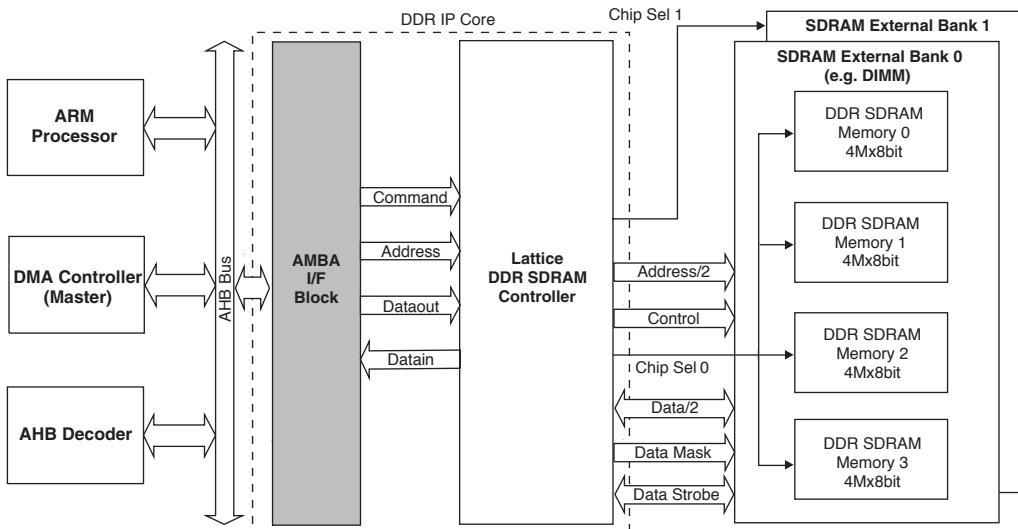 DDR IP Core
Chip Sel 1
SDRAM External Bank 1
SDRAM External Bank 0
(e.g. DIMM)
ARM
Processor
DMA Controller
(Master)
AHB Decoder
AHB Bus
AMBA
I/F
Block
Command
Address
Dataout
Datain
Lattice
DDR SDRAM
Controller
Address/2
Control
Chip Sel 0
Data/2
Data Mask
Data Strobe
DDR SDRAM
Memory 0
4Mx8bit
DDR SDRAM
Memory 1
4Mx8bit
DDR SDRAM
Memory 2
4Mx8bit
DDR SDRAM
Memory 3
4Mx8bit